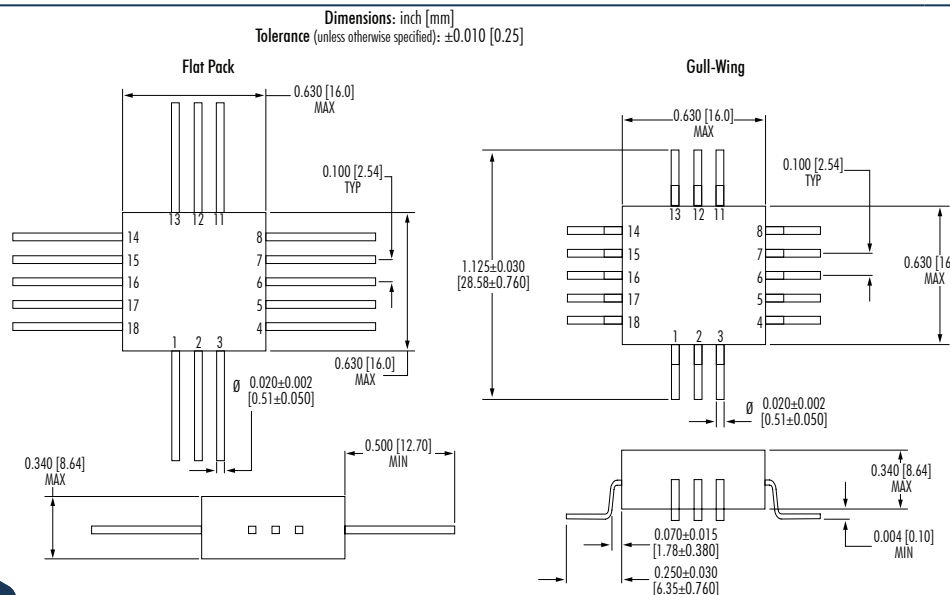 Dimensions: inch [mm]
Tolerance (unless otherwise specified): ±0.010 [0.25]
Flat Pack
0.630 [16.0]
MAX
0.100 [2.54]
TYP
13 12 11
14
15
16
17
18
8
7
6
5
4
1 2 3
0.630 [16.0]
MAX
Ø 0.020±0.002
[0.51±0.050]
0.340 [8.64]
MAX
0.500 [12.70]
MIN
Gull-Wing
0.630 [16.0]
MAX
0.100 [2.54]
TYP
13 12 11
14
15
16
17
18
8
7
6
5
4
1 2 3
1.125±0.030
[28.58±0.760]
0.630 [16
MAX
Ø 0.020±0.002
[0.51±0.050]
0.340 [8.64]
MAX
0.004 [0.10]
MIN
0.070±0.015
[1.78±0.380]
0.250±0.030
[6.35±0.760]